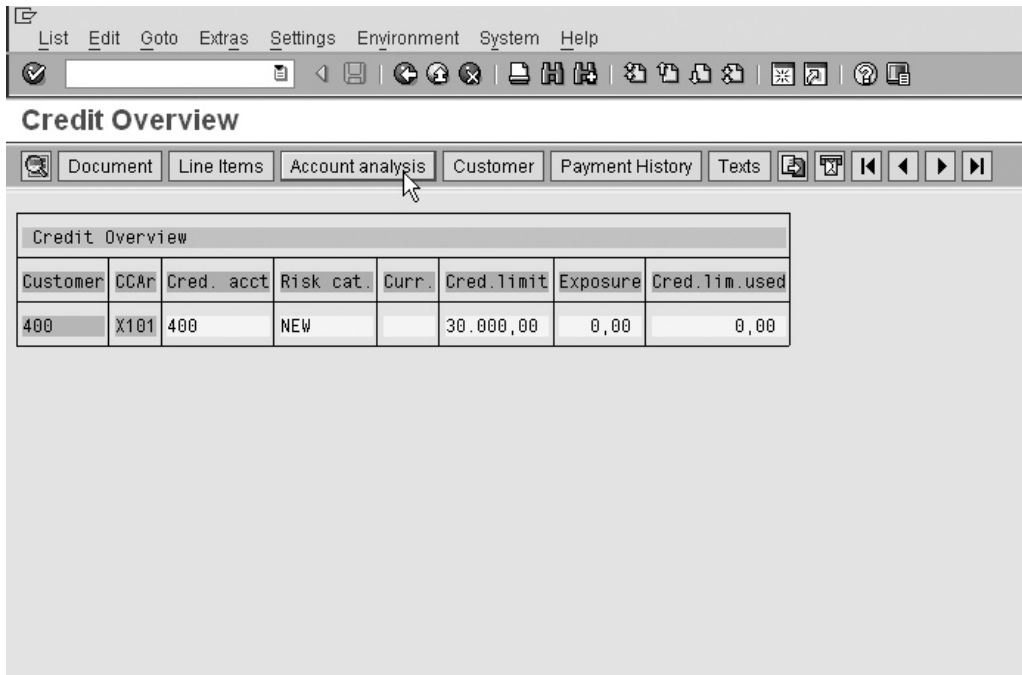 List Edit Goto Extras Settings Environment System Help
Credit Overview
Document Line Items Account analysis Customer Payment History Texts
Credit Overview
Customer CCAr Cred. acct Risk cat. Curr. Cred.limit Exposure Cred.lim.used
400 X101 400 NEW 30.000,00 0,00 0,00